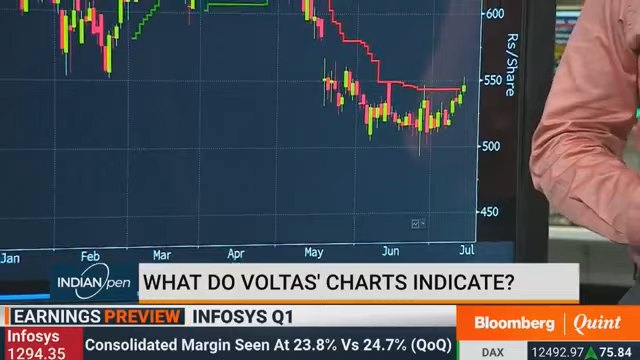 600
550
500
450
Rs/Share
Jan Feb Mar Apr May Jun Jul
INDIAN Open
WHAT DO VOLTAS' CHARTS INDICATE?
EARNINGS PREVIEW INFOSYS Q1
Bloomberg Quint
Infosys
1294.35
Consolidated Margin Seen At 23.8% Vs 24.7% (QoQ)
DAX 12492.97 75.84